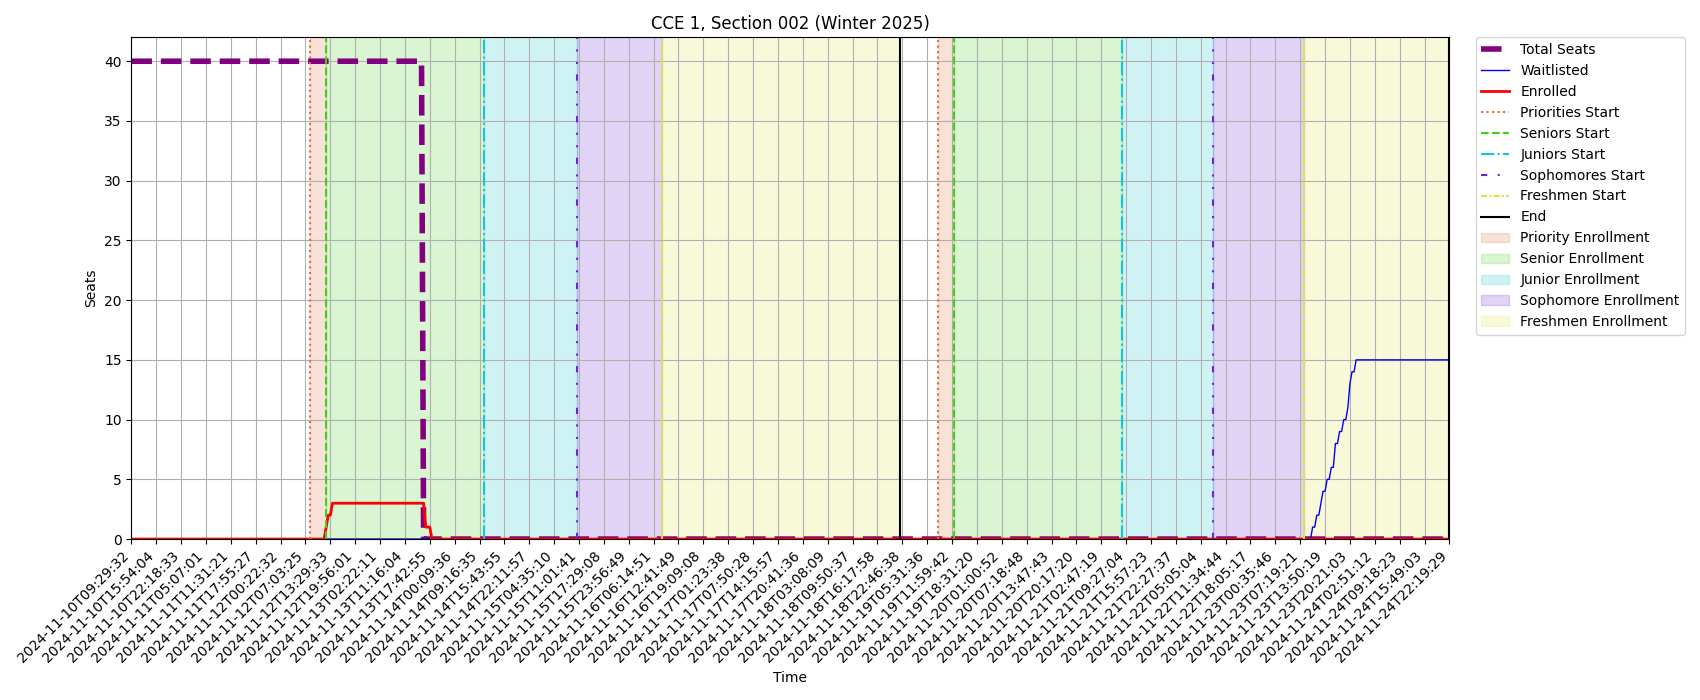 CCE 1, Section 002 (Winter 2025)
Seats
40
35
30
25
20
15
10
5
0
2024-11-10T09:29:32
2024-11-10T15:54:04
2024-11-10T22:18:33
2024-11-11T05:07:01
2024-11-11T11:31:21
2024-11-11T17:55:27
2024-11-12T00:22:32
2024-11-12T07:03:25
2024-11-12T13:29:33
2024-11-12T19:56:01
2024-11-13T02:22:11
2024-11-13T11:16:04
2024-11-13T17:42:55
2024-11-14T00:09:36
2024-11-14T09:16:35
2024-11-14T15:43:55
2024-11-14T22:11:57
2024-11-15T04:35:10
2024-11-15T11:01:41
2024-11-15T17:29:08
2024-11-15T23:56:49
2024-11-16T06:14:51
2024-11-16T12:41:49
2024-11-16T19:09:08
2024-11-17T01:23:38
2024-11-17T07:50:28
2024-11-17T14:15:57
2024-11-17T20:41:36
2024-11-18T03:08:09
2024-11-18T09:50:37
2024-11-18T16:17:58
2024-11-18T22:46:38
2024-11-19T05:31:36
2024-11-19T11:59:42
2024-11-19T18:31:20
2024-11-20T01:00:52
2024-11-20T07:18:48
2024-11-20T13:47:43
2024-11-20T20:17:20
2024-11-21T02:47:19
2024-11-21T09:27:04
2024-11-21T15:57:23
2024-11-21T22:27:37
2024-11-22T05:05:04
2024-11-22T11:34:44
2024-11-22T18:05:17
2024-11-23T00:35:46
2024-11-23T07:19:21
2024-11-23T13:50:19
2024-11-23T20:21:03
2024-11-24T02:51:12
2024-11-24T09:18:23
2024-11-24T15:49:03
2024-11-24T22:19:29
Time
Total Seats
Waitlisted
Enrolled
Priorities Start
Seniors Start
Juniors Start
Sophomores Start
Freshmen Start
End
Priority Enrollment
Senior Enrollment
Junior Enrollment
Sophomore Enrollment
Freshmen Enrollment